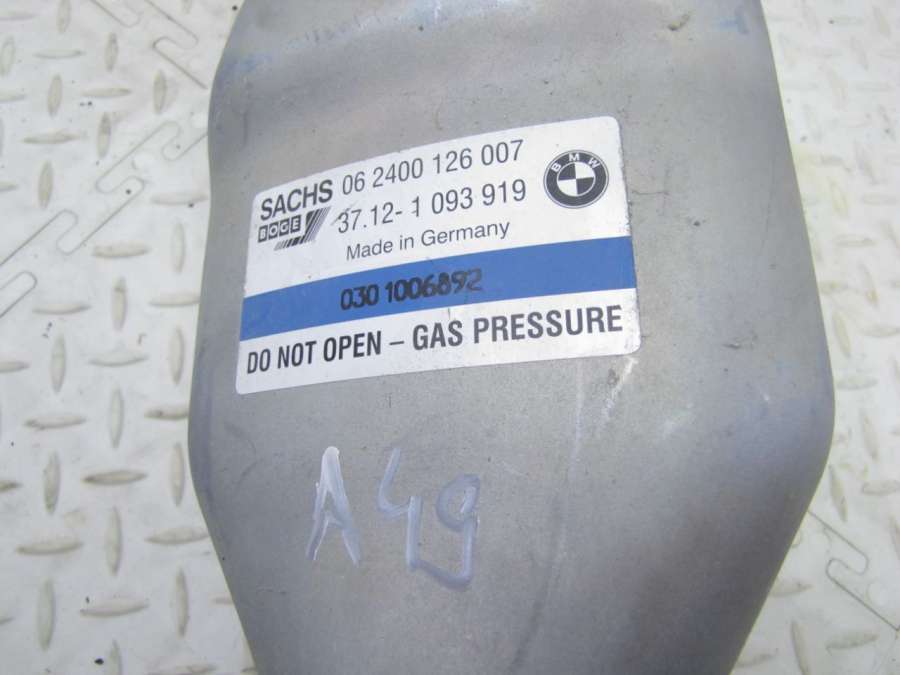 SACHS 06 2400 126 007
BOGE 37.12- 1 093 919
BMW
Made in Germany
030 1006892
DO NOT OPEN – GAS PRESSURE
A49